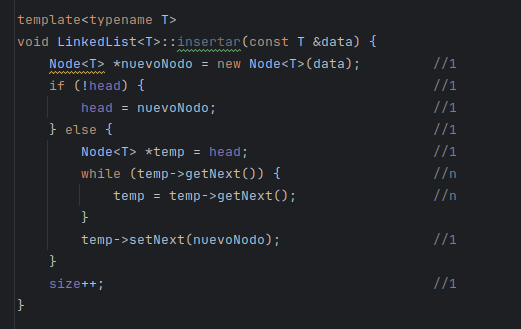 template<typename T>
void LinkedList<T>::insertar(const T &data) {
    Node<T> *nuevoNodo = new Node<T>(data);         //1
    if (!head) {                                    //1
        head = nuevoNodo;                           //1
    } else {                                        //1
        Node<T> *temp = head;                       //1
        while (temp->getNext()) {                   //n
            temp = temp->getNext();                 //n
        }
        temp->setNext(nuevoNodo);                   //1
    }
    size++;                                         //1
}